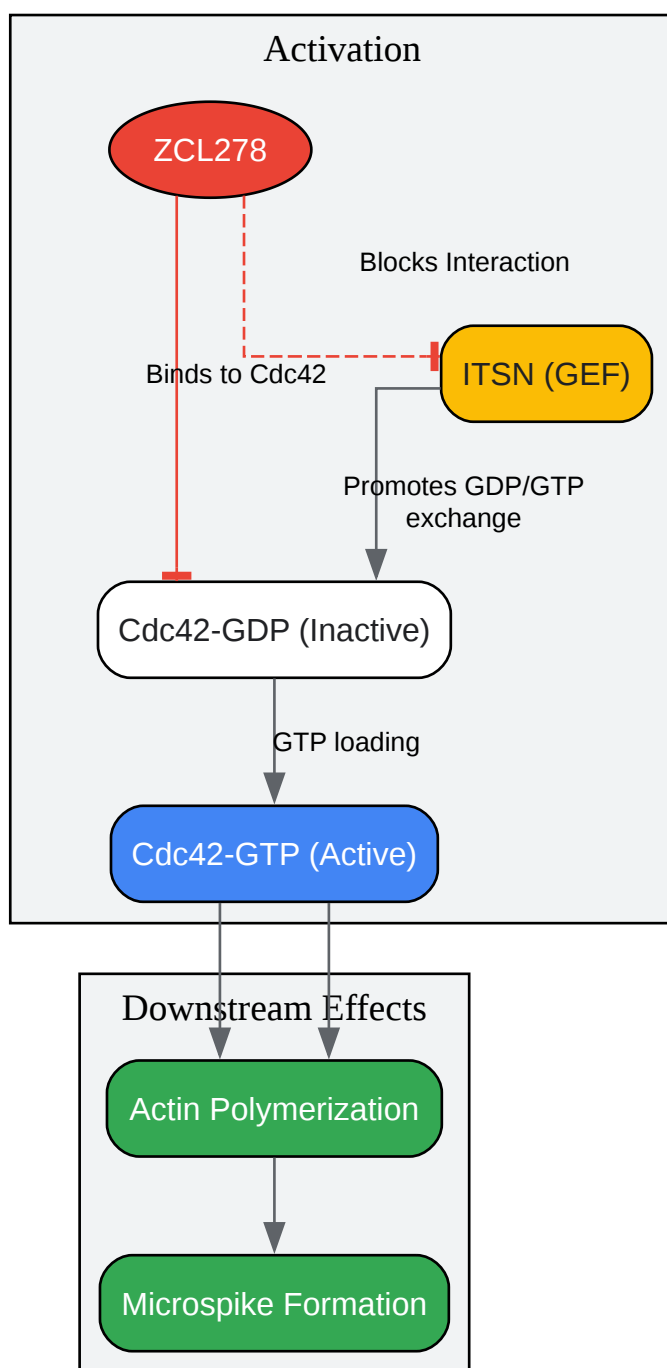 Activation
ZCL278
Blocks Interaction
Binds to Cdc42
ITSN (GEF)
Promotes GDP/GTP
exchange
Cdc42-GDP (Inactive)
GTP loading
Cdc42-GTP (Active)
Downstream Effects
Actin Polymerization
Microspike Formation